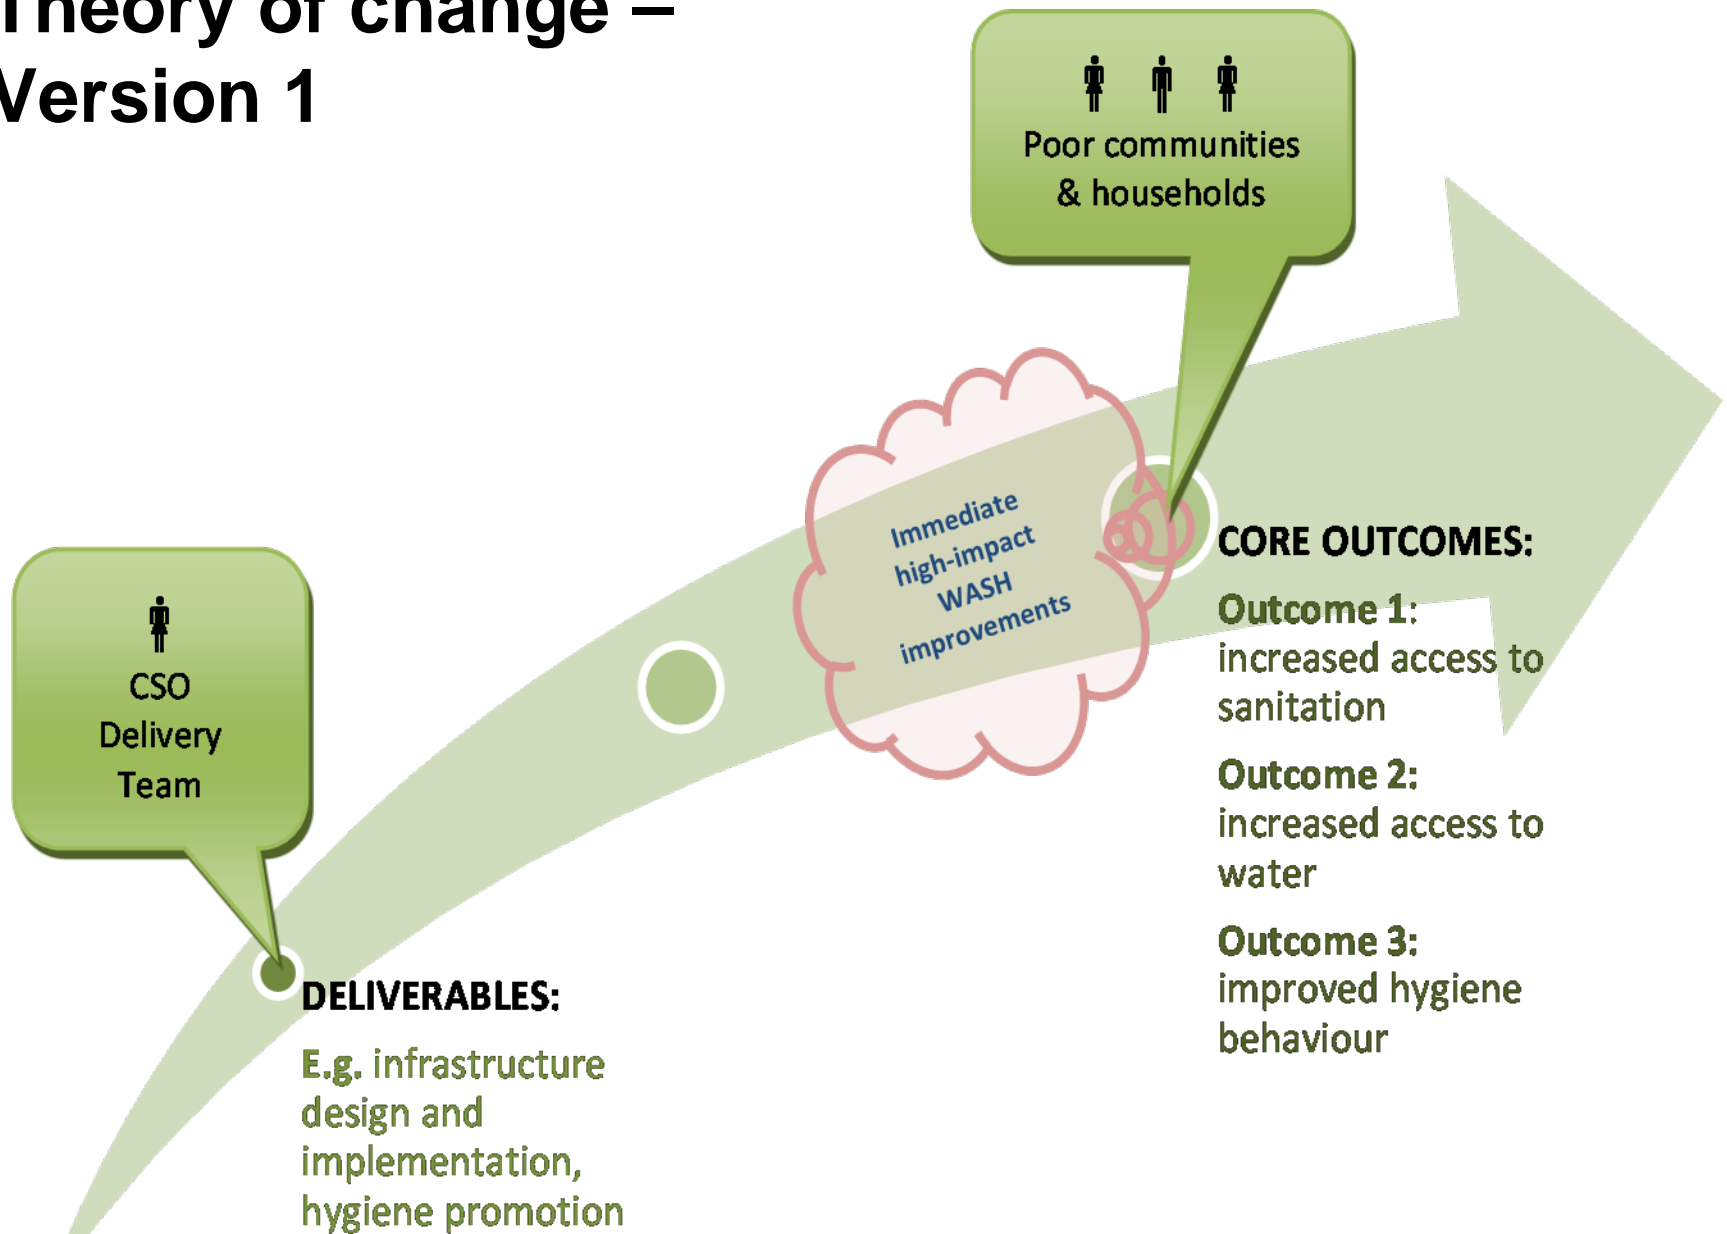 Theory of change –
Version 1
Poor communities
& households
Immediate
high-impact
WASH
improvements
CORE OUTCOMES:
Outcome 1:
increased access to
sanitation
Outcome 2:
increased access to
water
Outcome 3:
improved hygiene
behaviour
CSO
Delivery
Team
DELIVERABLES:
E.g. infrastructure
design and
implementation,
hygiene promotion